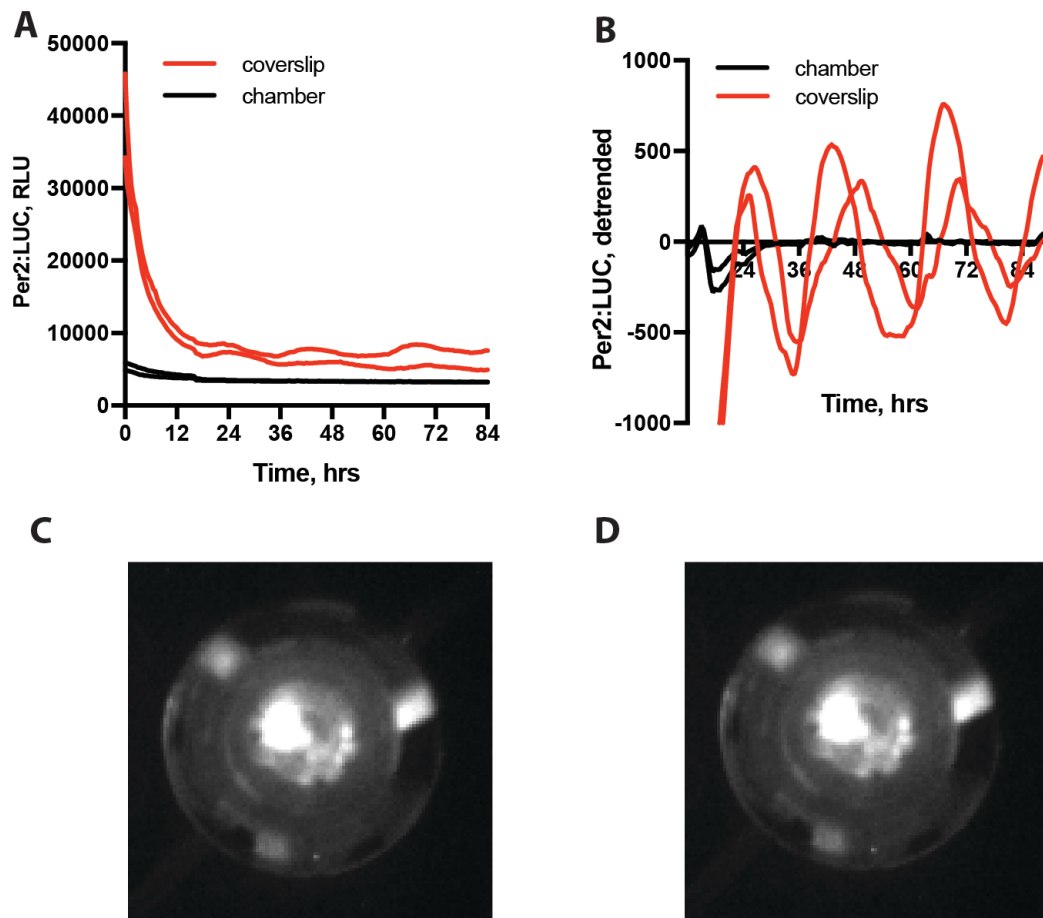 A
50000
40000
30000
20000
10000
0
Per2:LUC, RLU
coverslip
chamber
0 12 24 36 48 60 72 84
Time, hrs
B
1000
500
0
-500
-1000
Per2:LUC, detrended
chamber
coverslip
24 36 48 60 72 84
Time, hrs
C
D